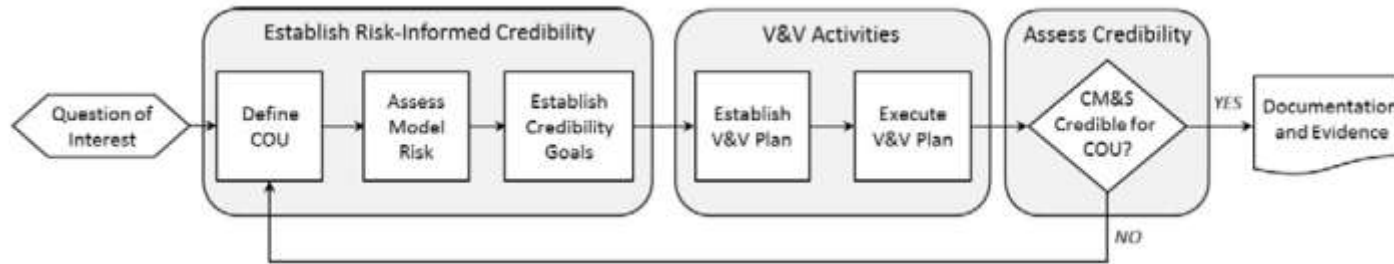 Establish Risk-Informed Credibility
V&V Activities
Assess Credibility
Question of
Interest
Define
COU
Assess
Model
Risk
Establish
Credibility
Goals
Establish
V&V Plan
Execute
V&V Plan
CM&S
Credible for
COU?
YES
Documentation
and Evidence
NO